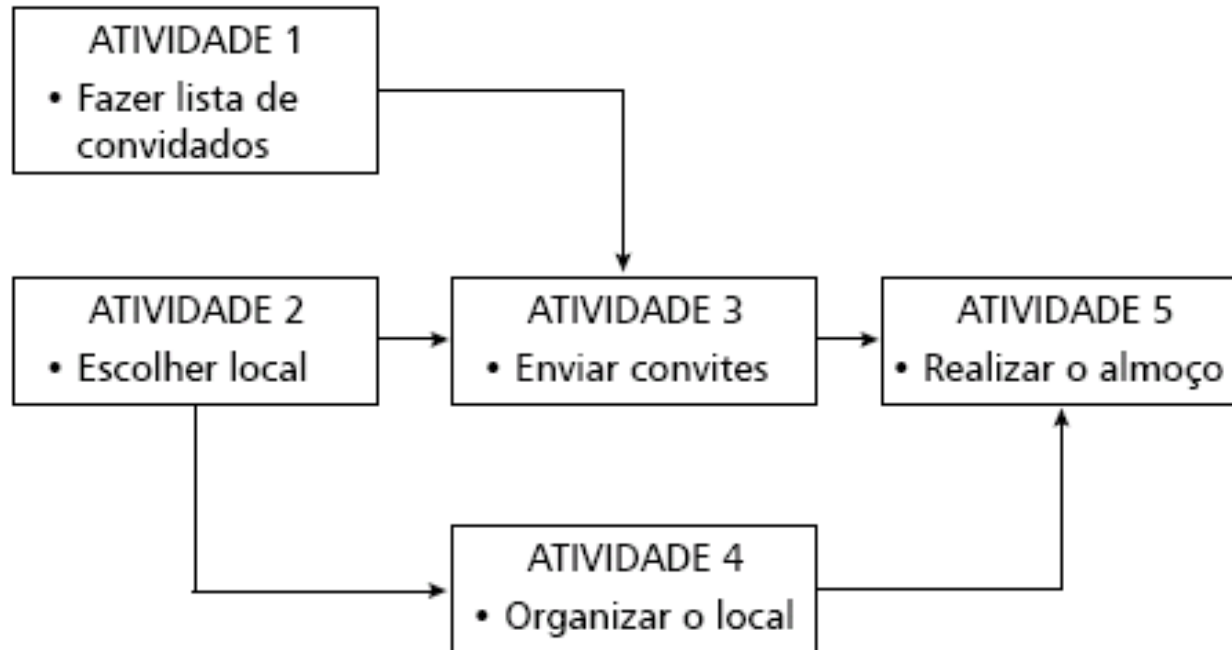 ATIVIDADE 1
• Fazer lista de
convidados
ATIVIDADE 2
• Escolher local
ATIVIDADE 3
• Enviar convites
ATIVIDADE 5
• Realizar o almoço
ATIVIDADE 4
• Organizar o local